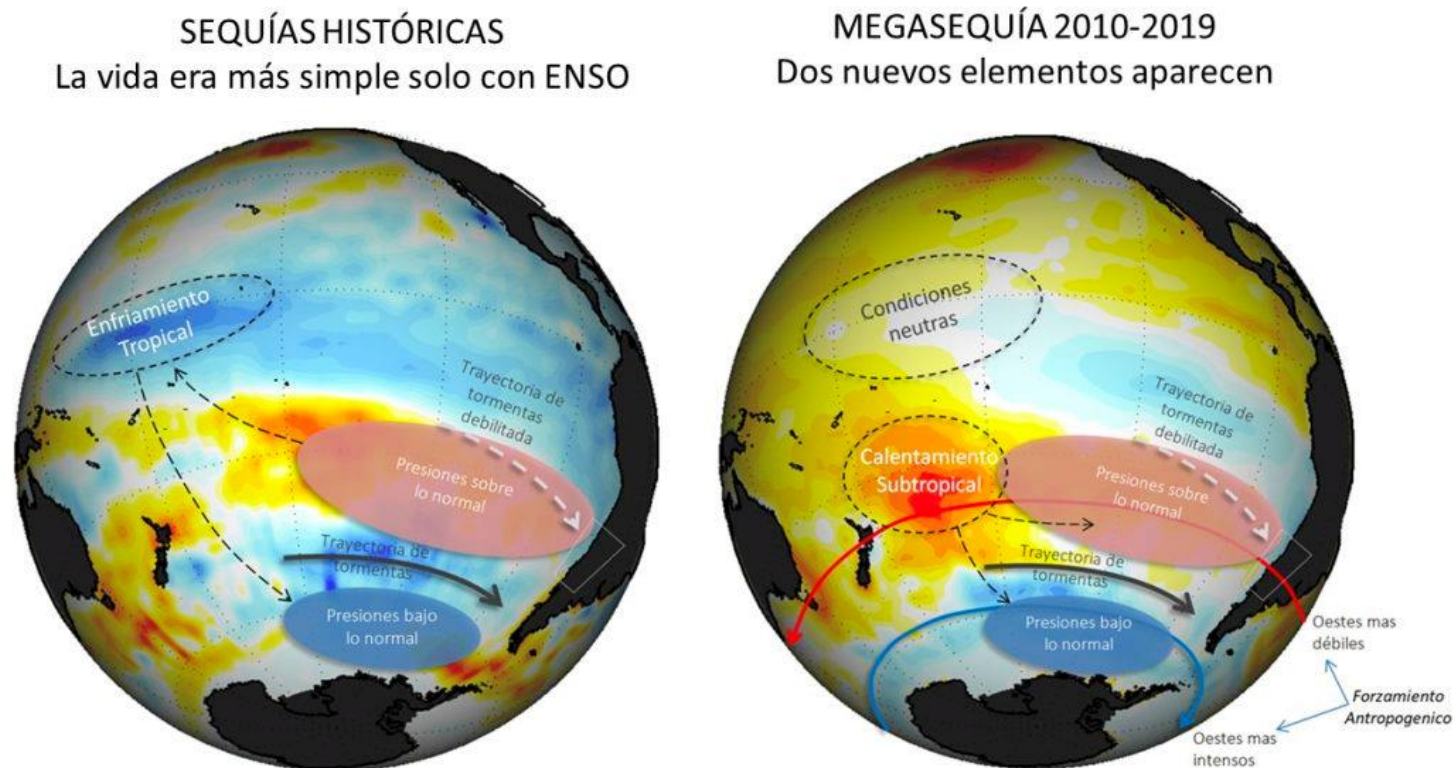 SEQUÍAS HISTÓRICAS
La vida era más simple solo con ENSO
Enfriamiento
Tropical
Trayectoria de
tormentas
debilitada
Presiones sobre
lo normal
Trayectoria de
tormentas
Presiones bajo
lo normal
MEGASEQUÍA 2010-2019
Dos nuevos elementos aparecen
Condiciones
neutras
Trayectoria de
tormentas
debilitada
Calentamiento
Subtropical
Presiones sobre
lo normal
Trayectoria de
tormentas
Presiones bajo
lo normal
Oestes mas
débiles
Forzamiento
Antropogenico
Oestes mas
intensos